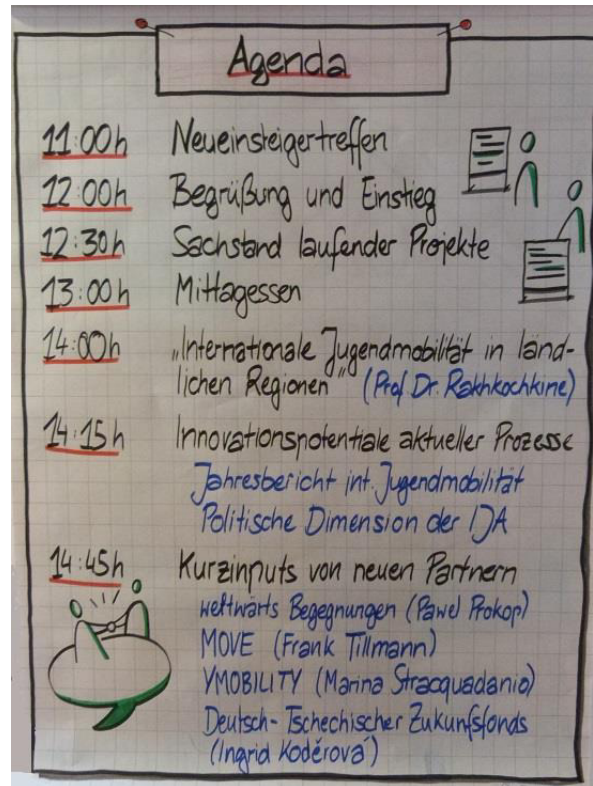 Agenda
11:00h Neueinsteigertreffen
12:00h Begrüßung und Einstieg
12:30h Sachstand laufender Projekte
13:00h Mittagessen
14:00h „Internationale Jugendmobilität in länd-
lichen Regionen" (Prof. Dr. Rakhkochkine)
14:15h Innovationspotentiale aktueller Prozesse
Jahresbericht int. Jugendmobilität
Politische Dimension der IJA
14:45h Kurzinputs von neuen Partnern
weltwärts Begegnungen (Pawel Prokop)
MOVE (Frank Tillmann)
YMOBILITY (Marina Stracquadanio)
Deutsch-Tschechischer Zukunfsfonds
(Ingrid Koděrová)